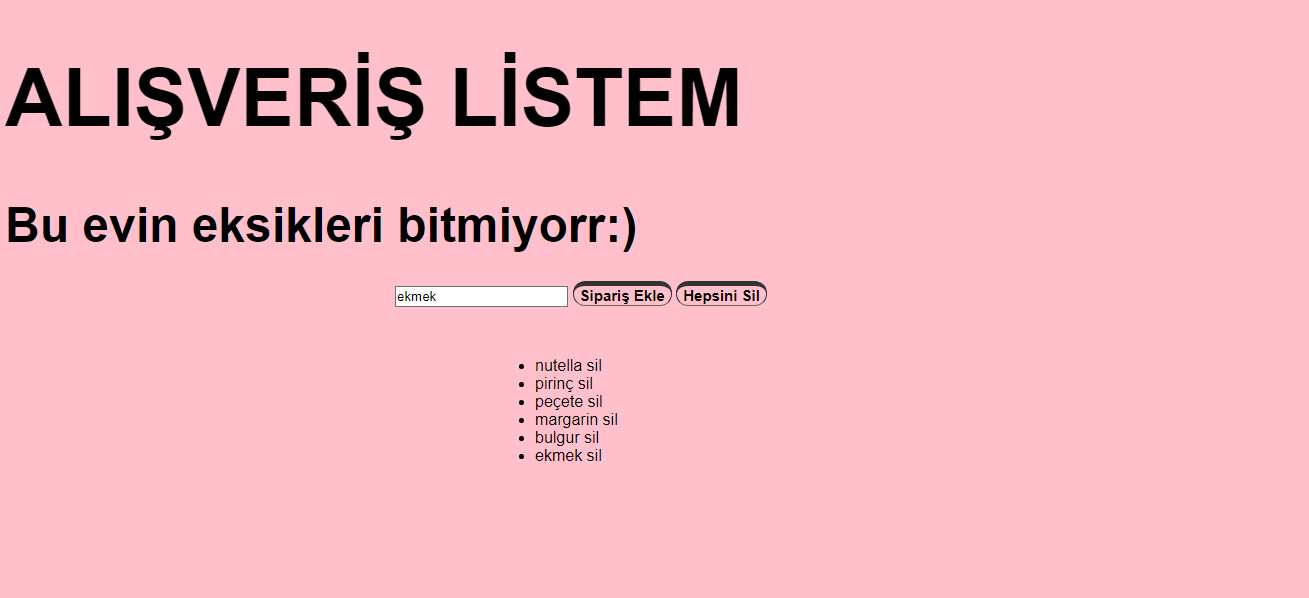 ALIŞVERİŞ LİSTEM
Bu evin eksikleri bitmiyorr:)
ekmek Sipariş Ekle Hepsini Sil
nutella sil
pirinç sil
peçete sil
margarin sil
bulgur sil
ekmek sil